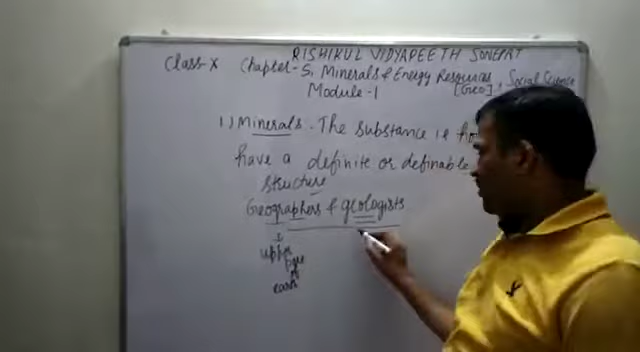 RISHIKUL VIDYAPEETH SONEPAT
Class-X Chapter-5, Minerals & Energy Resources, Social Science
Module-1 [Geo]
1) Minerals. The substance is
have a definite or definable
structure
Geographers & geologists
upper
of
earth